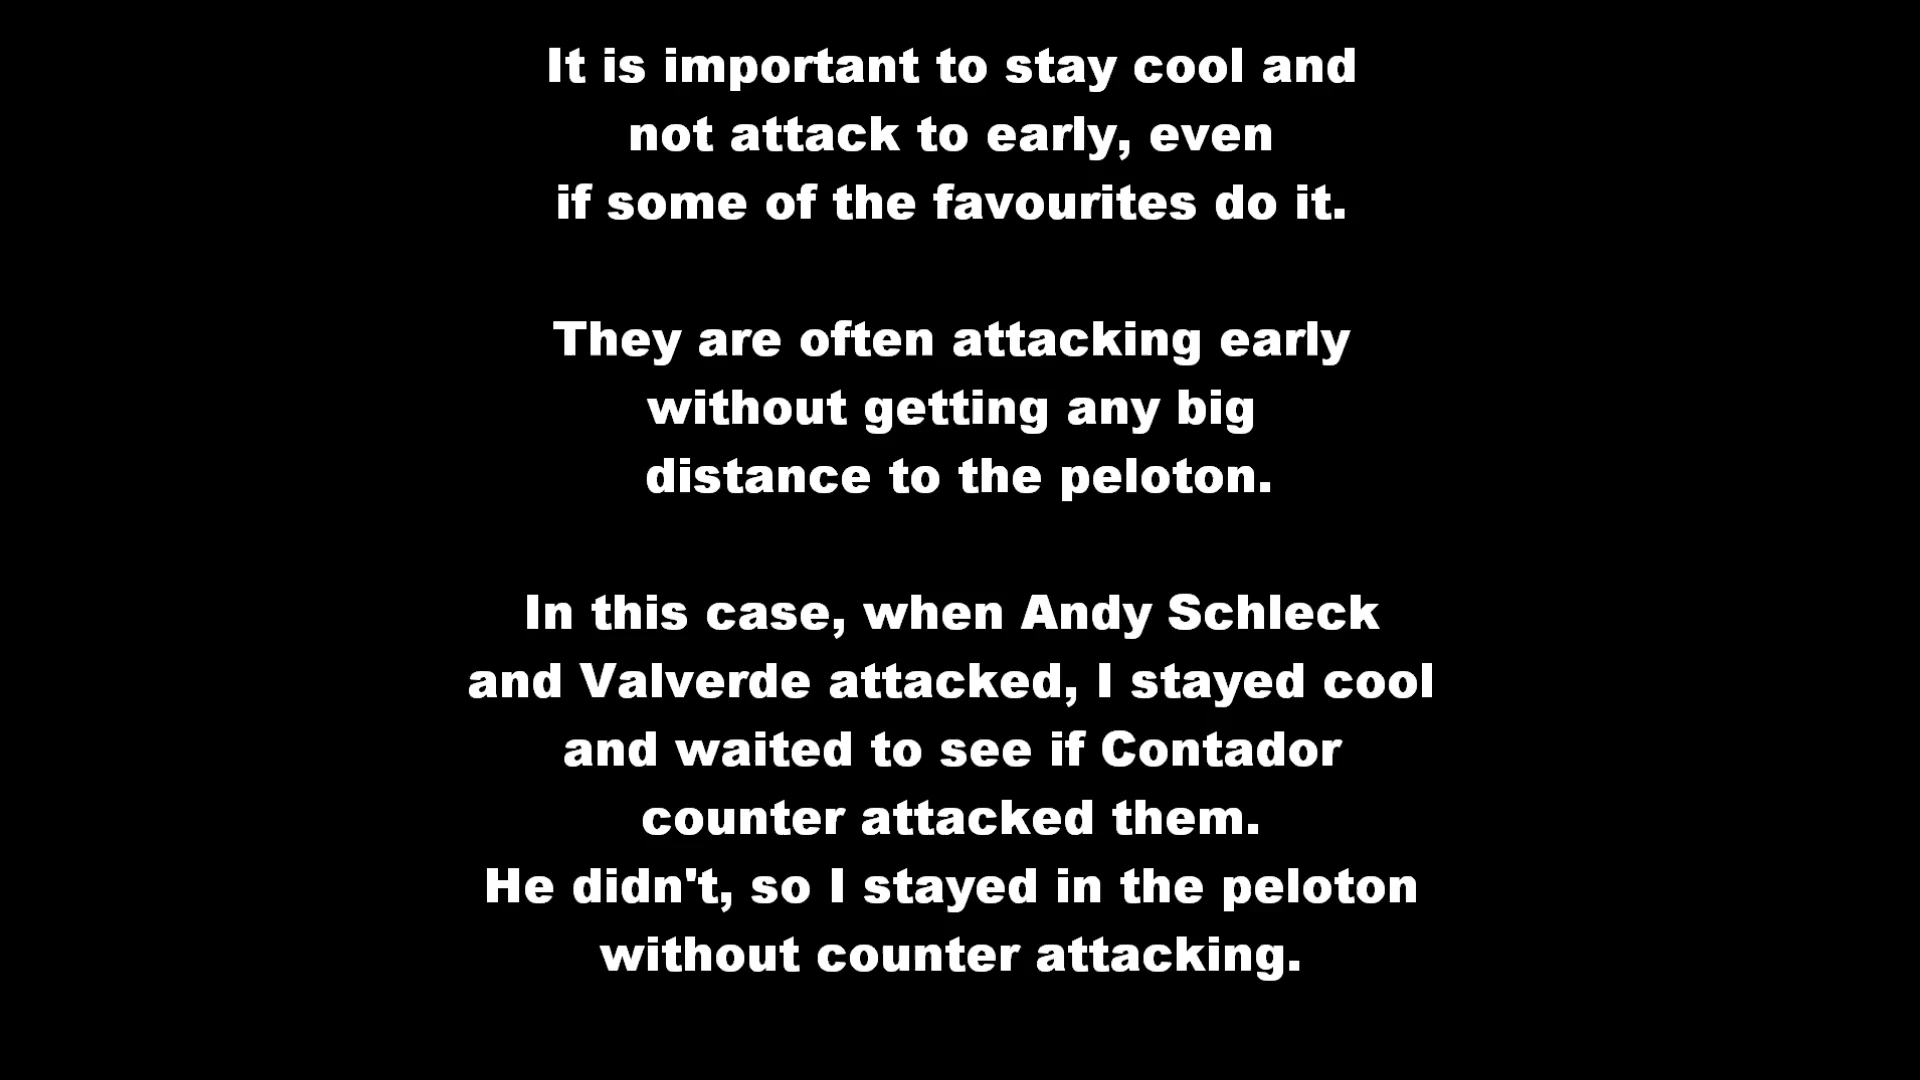 It is important to stay cool and
not attack to early, even
if some of the favourites do it.
They are often attacking early
without getting any big
distance to the peloton.
In this case, when Andy Schleck
and Valverde attacked, I stayed cool
and waited to see if Contador
counter attacked them.
He didn't, so I stayed in the peloton
without counter attacking.